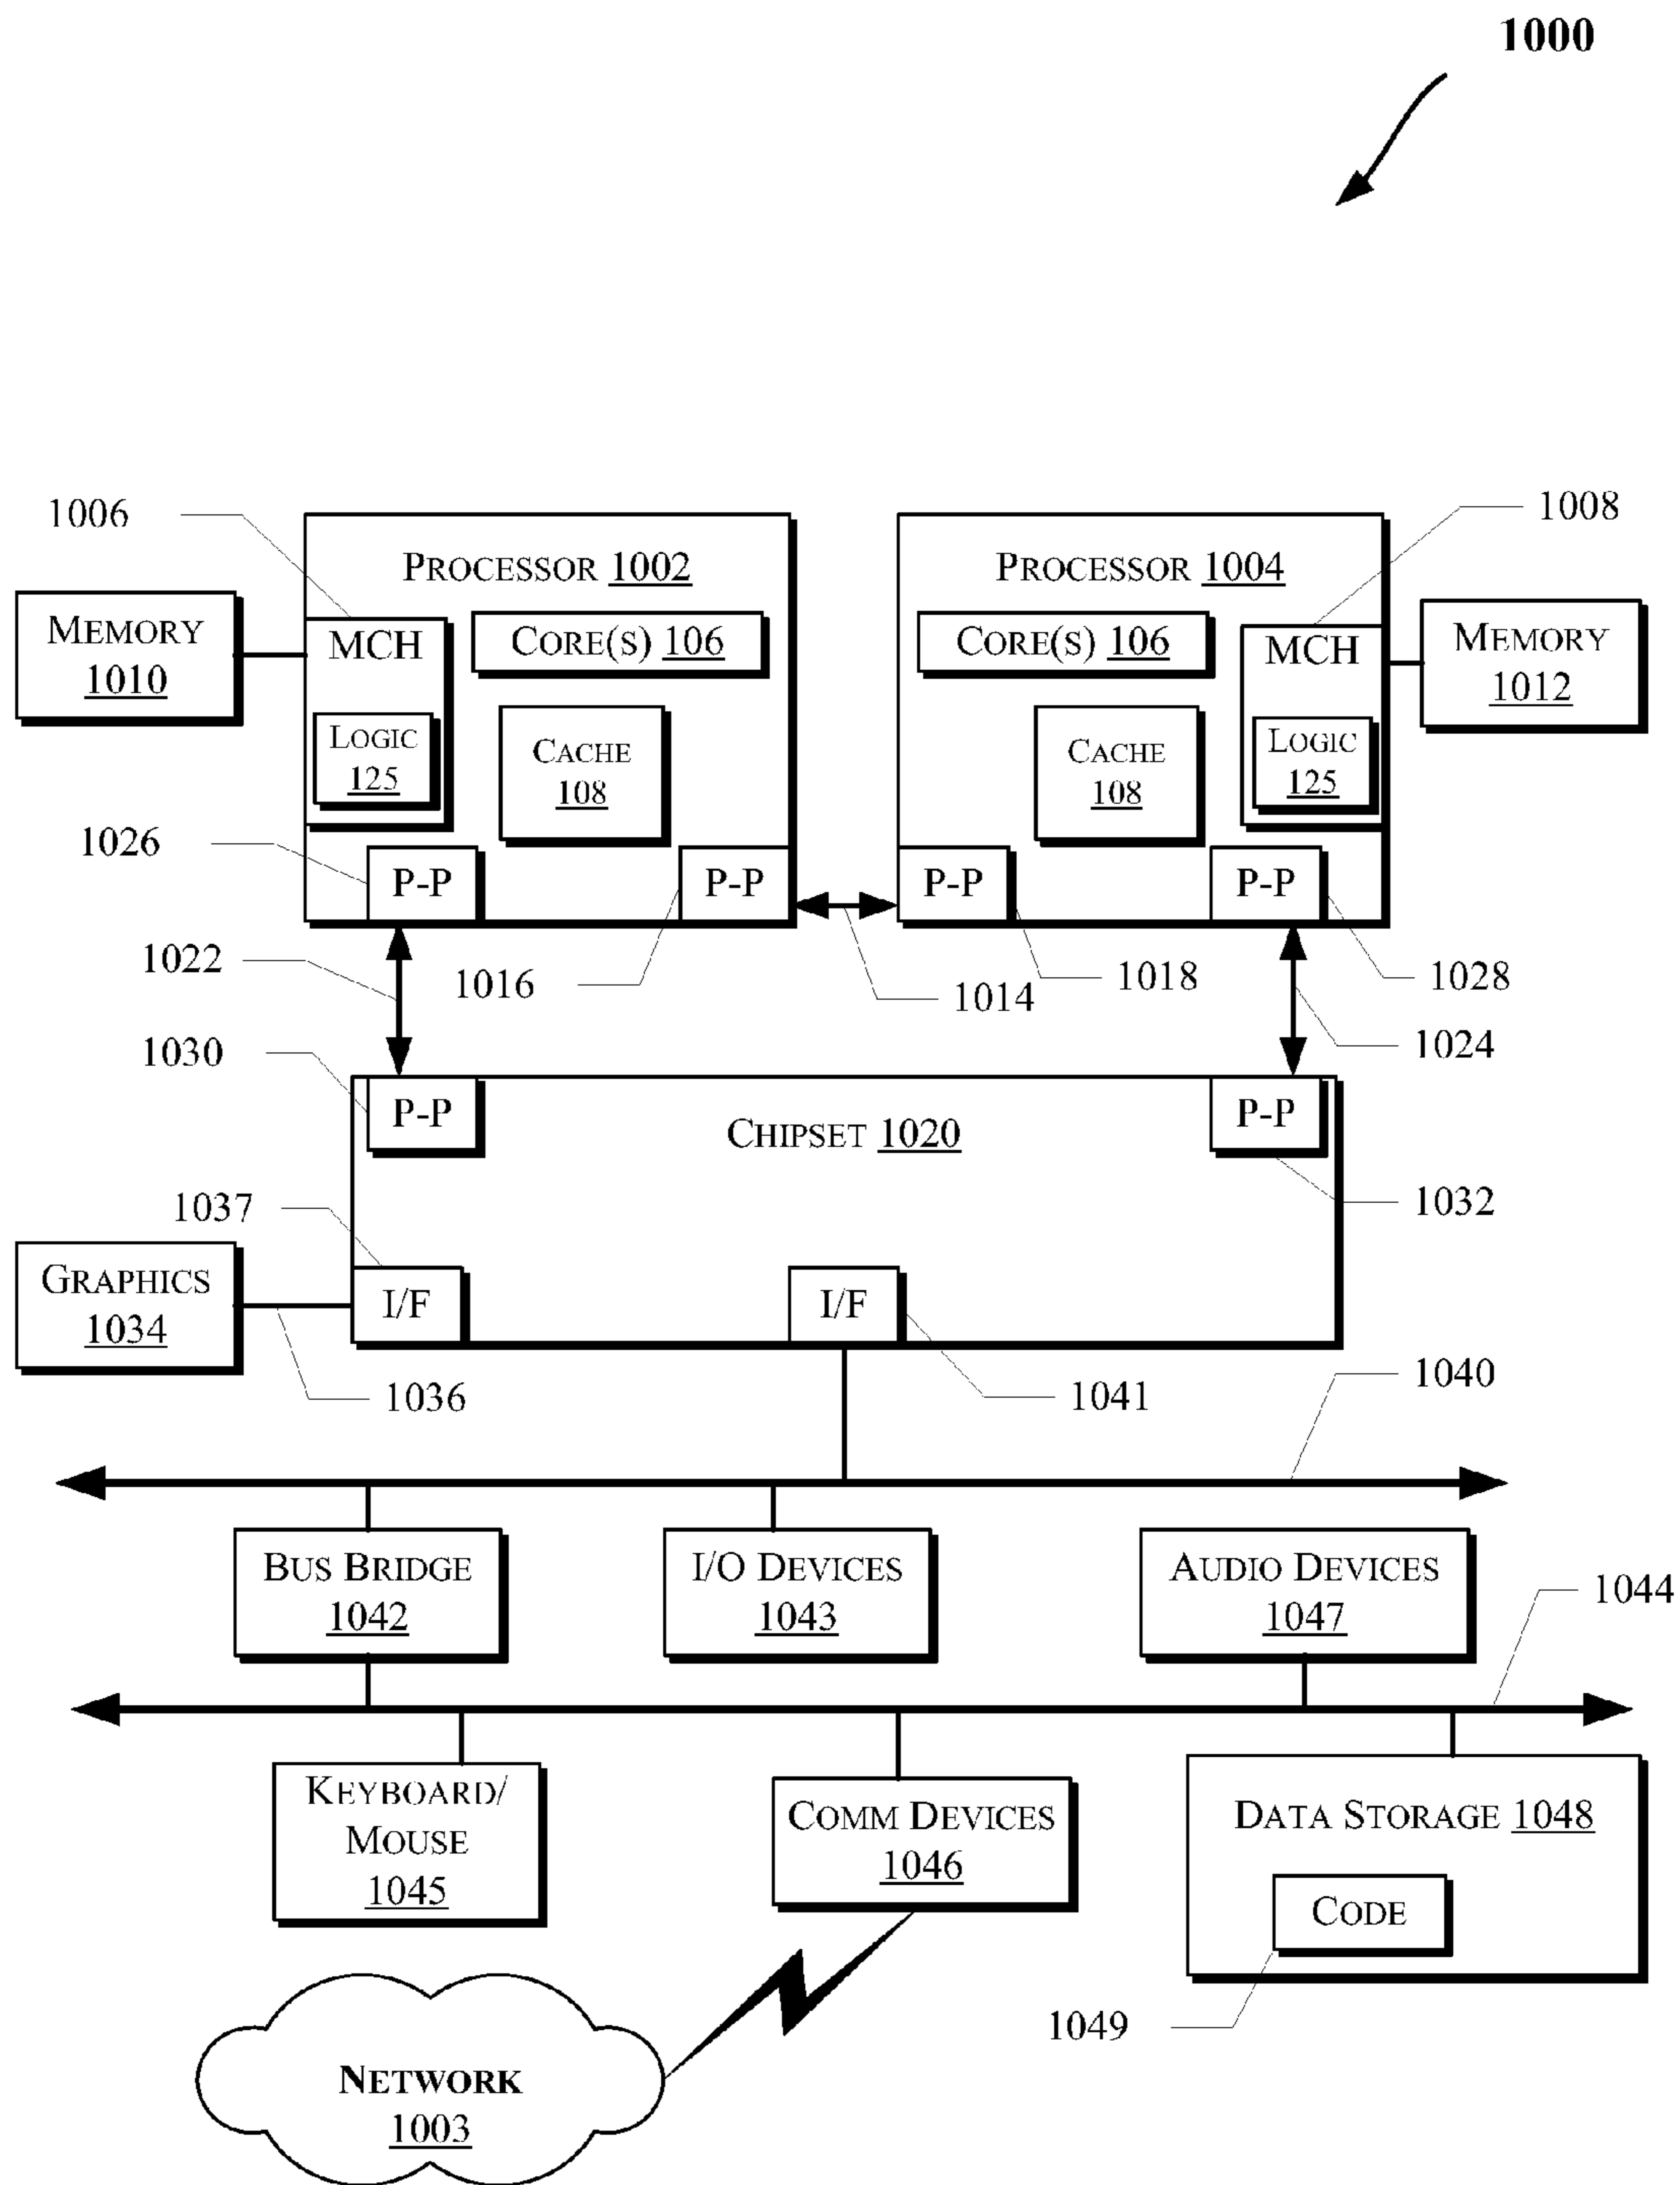 1000
1006
1008
PROCESSOR 1002
PROCESSOR 1004
MEMORY
1010
MCH
CORE(S) 106
CORE(S) 106
MCH
MEMORY
1012
LOGIC
125
CACHE
108
CACHE
108
LOGIC
125
1026
P-P
P-P
P-P
P-P
1022
1016
1014
1018
1028
1030
1024
P-P
CHIPSET 1020
P-P
1037
1032
GRAPHICS
1034
I/F
I/F
1036
1041
1040
BUS BRIDGE
1042
I/O DEVICES
1043
AUDIO DEVICES
1047
1044
KEYBOARD/
MOUSE
1045
COMM DEVICES
1046
DATA STORAGE 1048
CODE
1049
NETWORK
1003